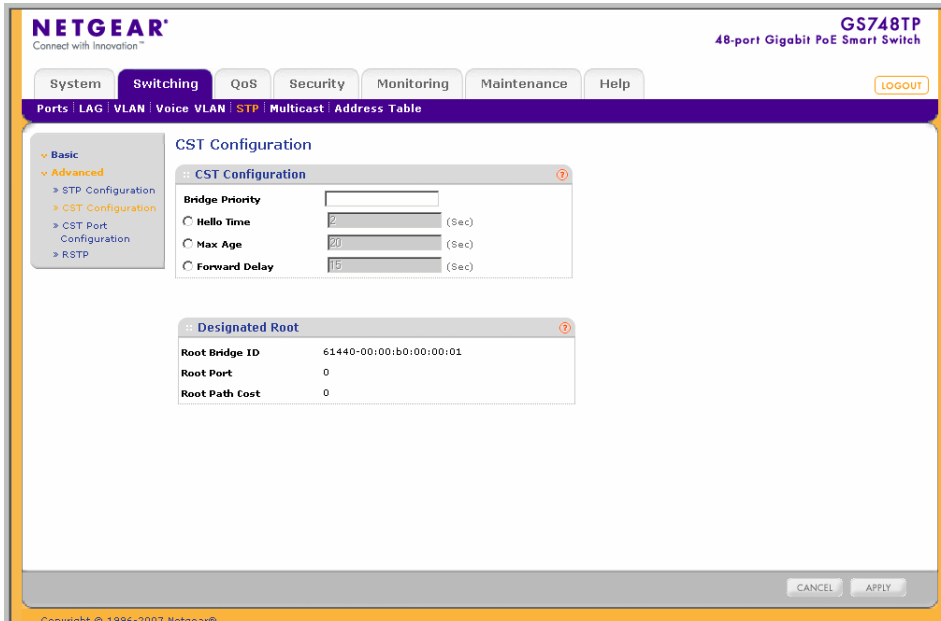 NETGEAR®
Connect with Innovation™
GS748TP
48-port Gigabit PoE Smart Switch
System Switching QoS Security Monitoring Maintenance Help
LOGOUT
Ports LAG VLAN Voice VLAN STP Multicast Address Table
Basic
Advanced
» STP Configuration
» CST Configuration
» CST Port
Configuration
» RSTP
CST Configuration
CST Configuration ?
Bridge Priority
Hello Time 2 (Sec)
Max Age 20 (Sec)
Forward Delay 15 (Sec)
Designated Root ?
Root Bridge ID 61440-00:00:b0:00:00:01
Root Port 0
Root Path Cost 0
CANCEL APPLY
Copyright © 1996-2007 Netgear®